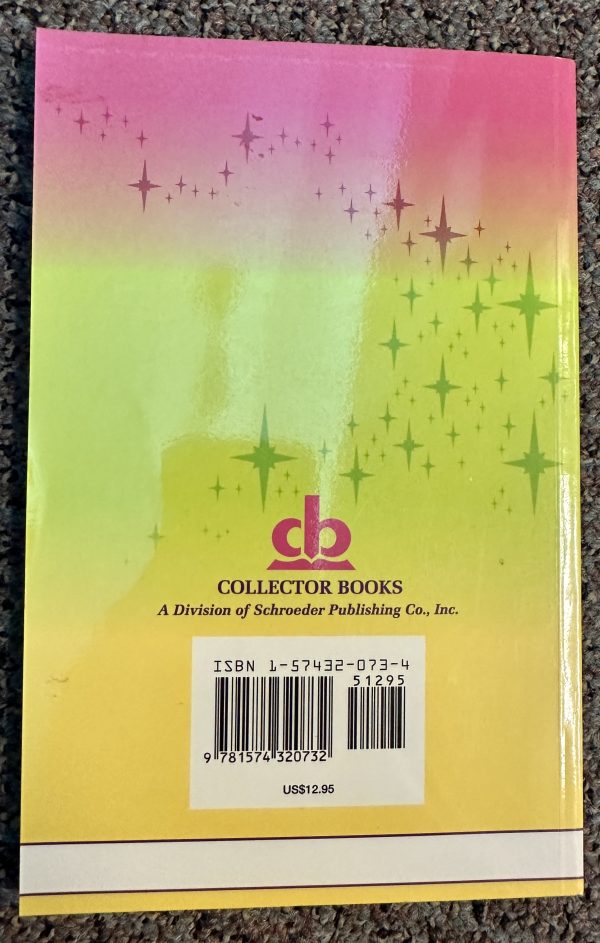 cb
COLLECTOR BOOKS
A Division of Schroeder Publishing Co., Inc.
ISBN 1-57432-073-4
51295
9 781574 320732
US$12.95